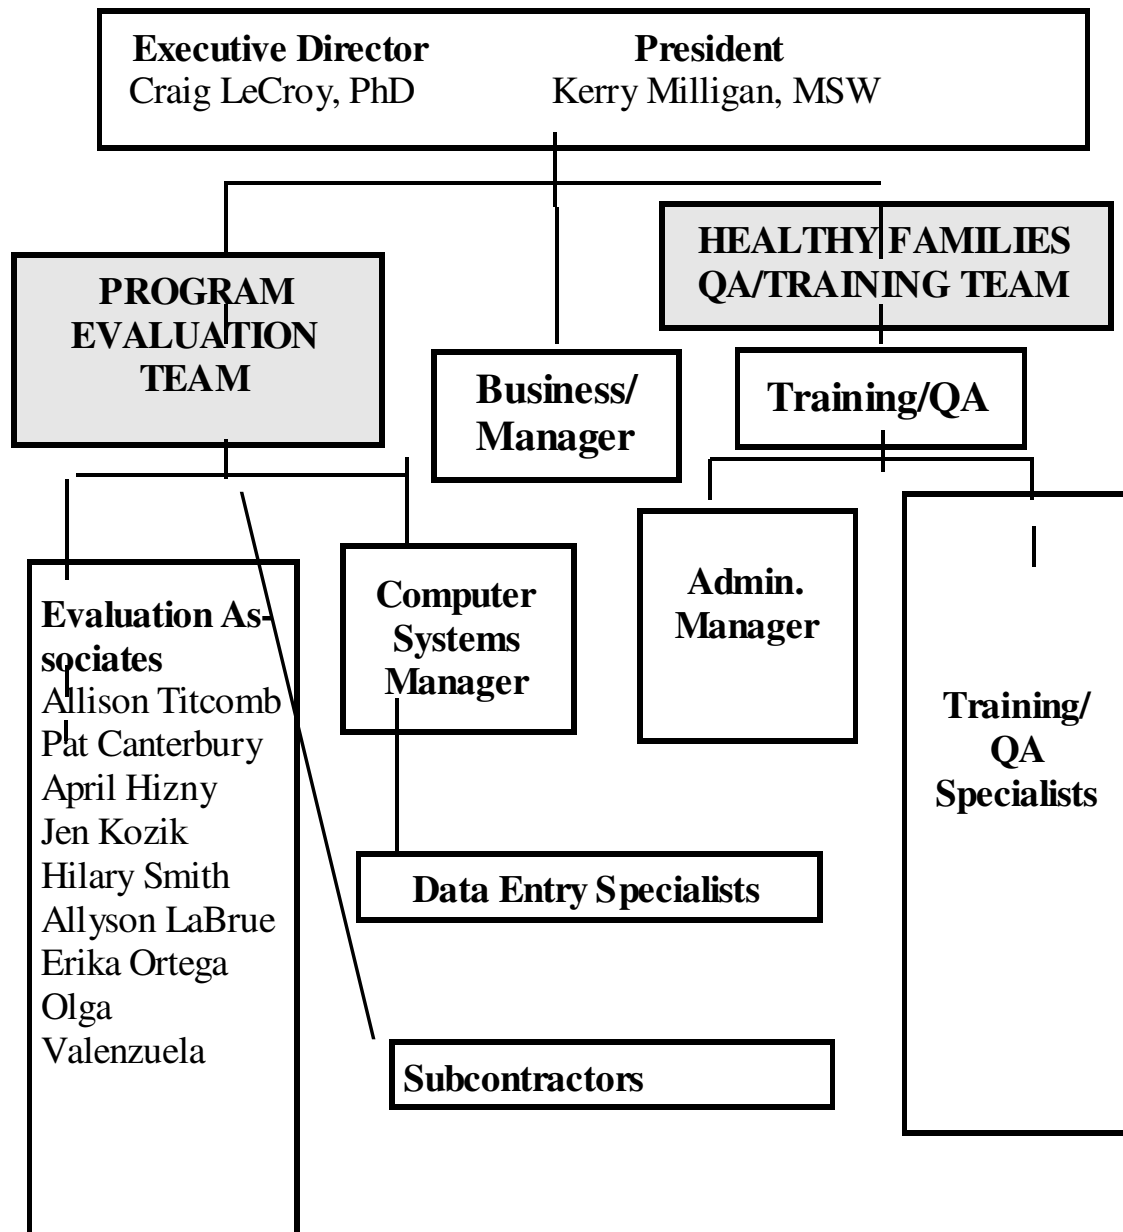 Executive Director President
Craig LeCroy, PhD Kerry Milligan, MSW
HEALTHY FAMILIES
QA/TRAINING TEAM
PROGRAM
EVALUATION
TEAM
Business/
Manager
Training/QA
Evaluation As-
sociates
Allison Titcomb
Pat Canterbury
April Hizny
Jen Kozik
Hilary Smith
Allyson LaBrue
Erika Ortega
Olga
Valenzuela
Computer
Systems
Manager
Admin.
Manager
Training/
QA
Specialists
Data Entry Specialists
Subcontractors